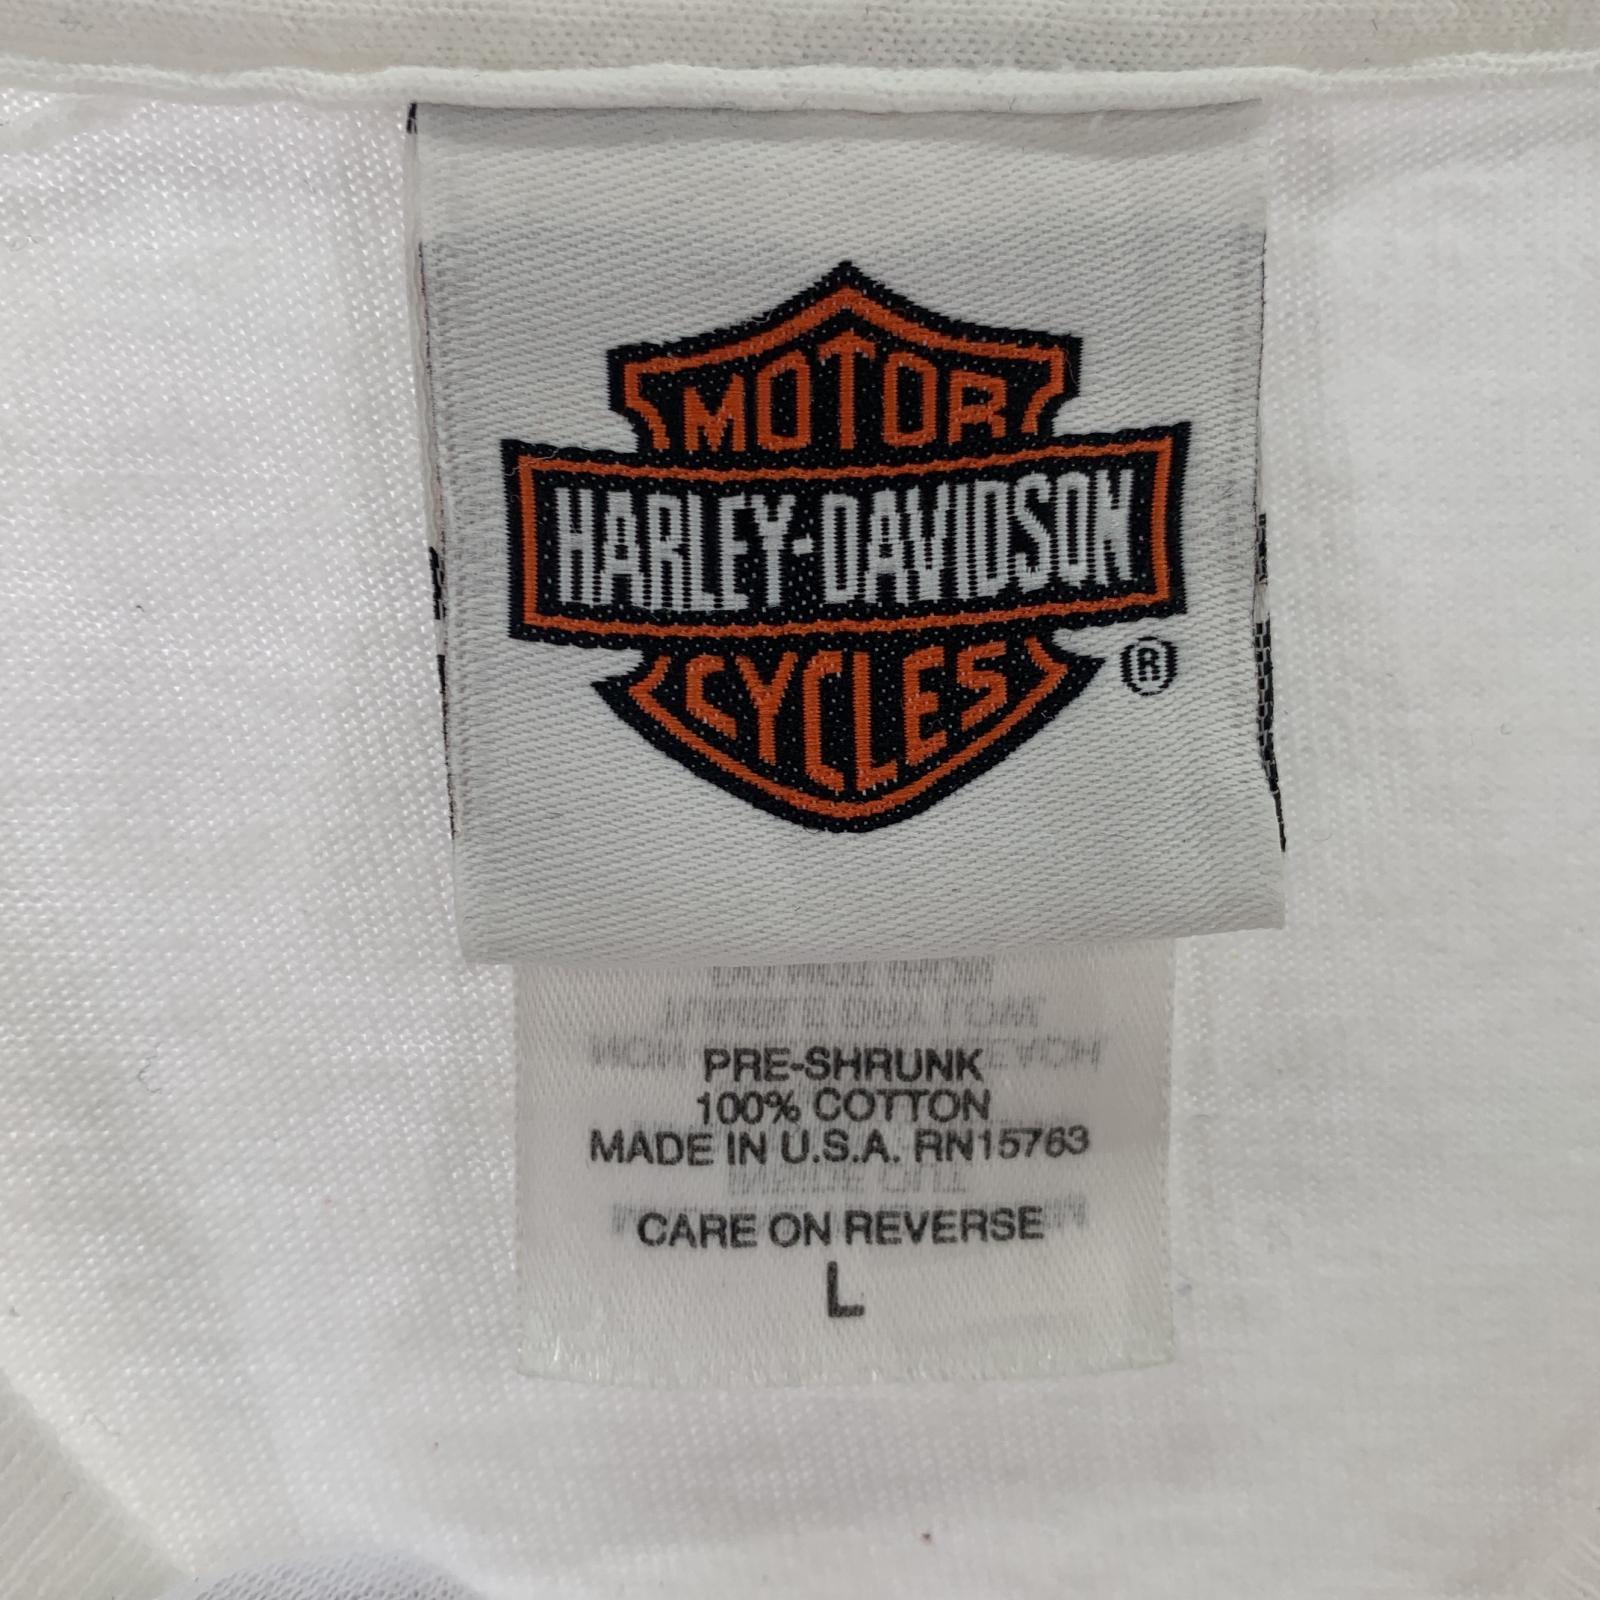 MOTOR
HARLEY-DAVIDSON
CYCLES
®
PRE-SHRUNK
100% COTTON
MADE IN U.S.A. RN15763
CARE ON REVERSE
L